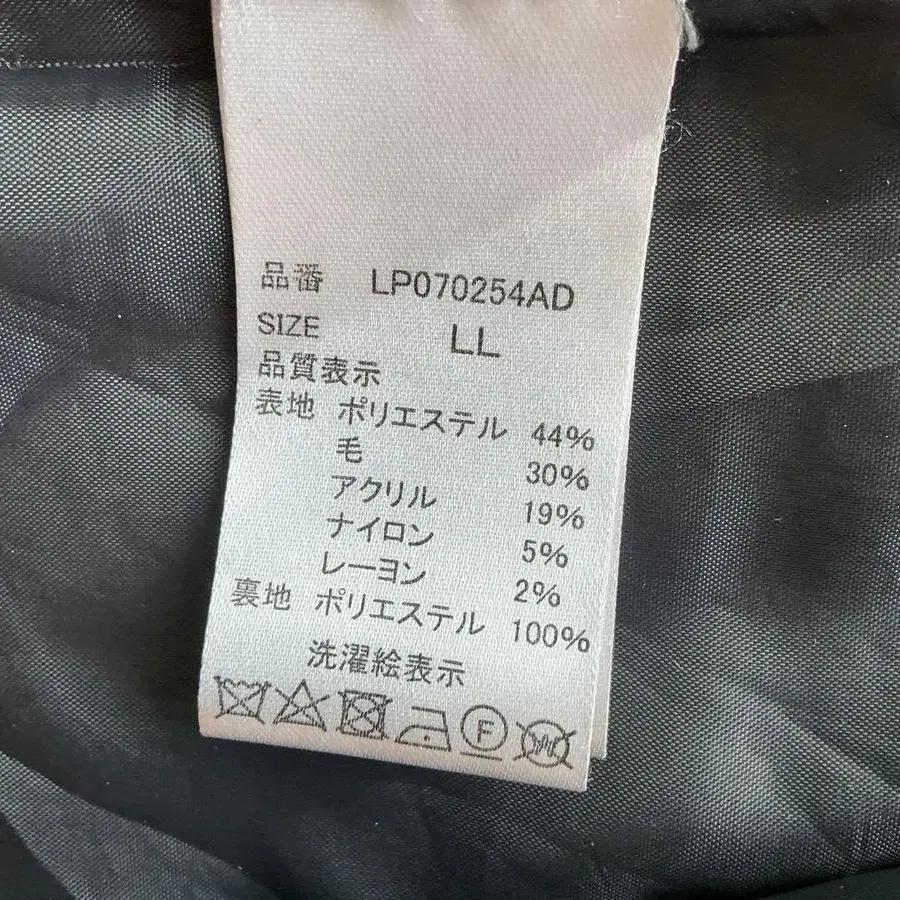 品番 LP070254AD
SIZE LL
品質表示
表地 ポリエステル 44%
毛 30%
アクリル 19%
ナイロン 5%
レーヨン 2%
裏地 ポリエステル 100%
洗濯絵表示
F W